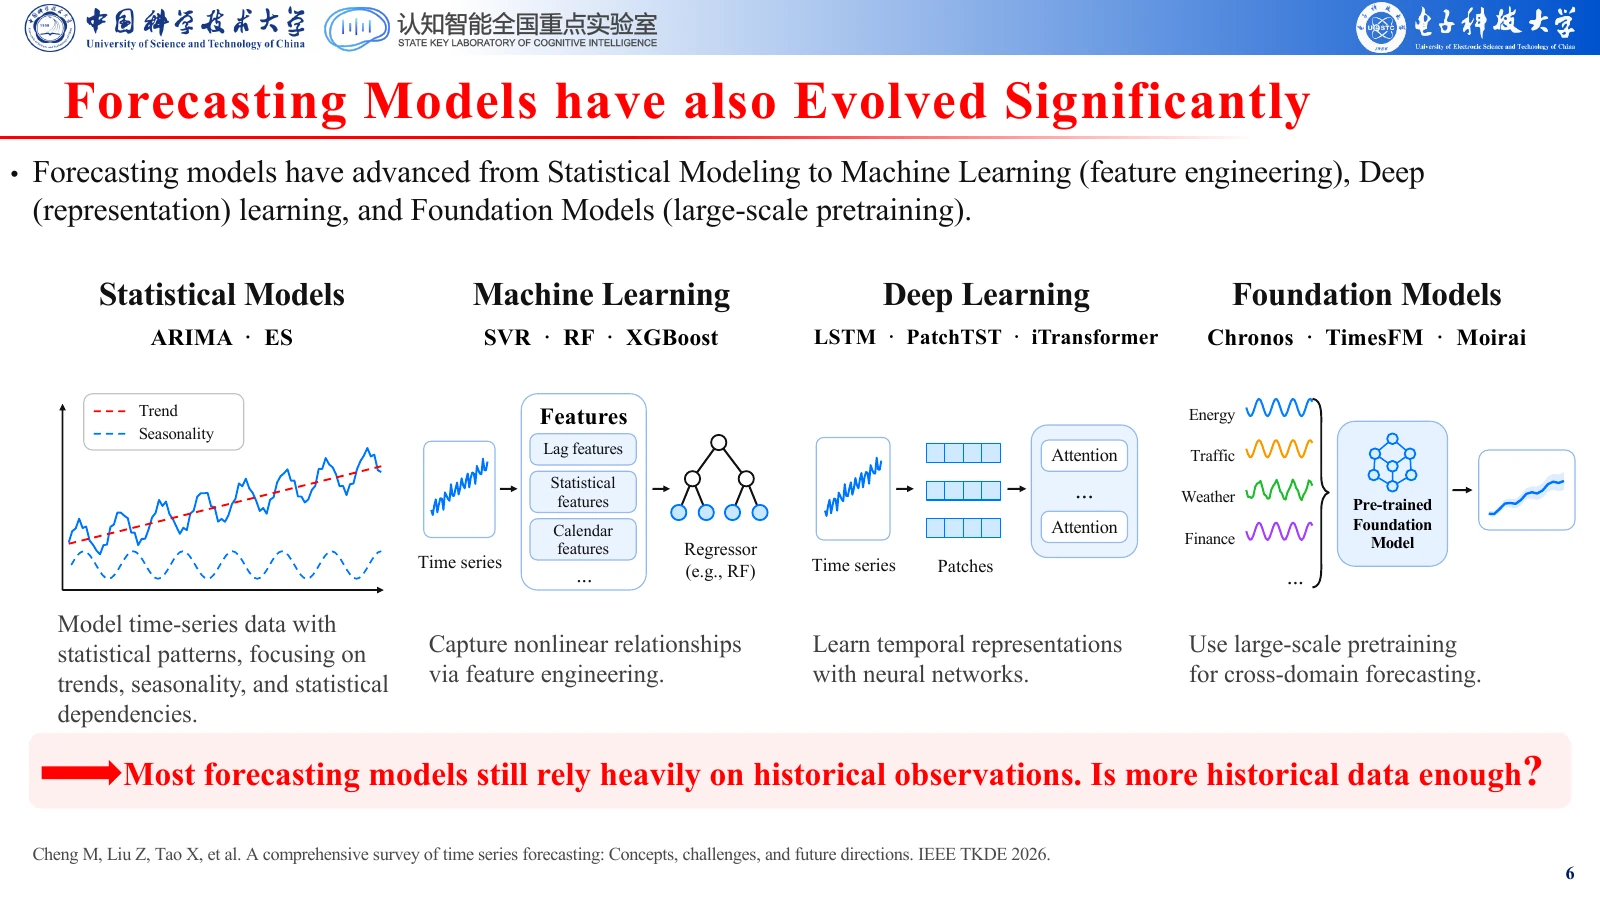 中国科学技术大学
University of Science and Technology of China
认知智能全国重点实验室
STATE KEY LABORATORY OF COGNITIVE INTELLIGENCE
电子科技大学
University of Electronic Science and Technology of China
Forecasting Models have also Evolved Significantly
• Forecasting models have advanced from Statistical Modeling to Machine Learning (feature engineering), Deep
(representation) learning, and Foundation Models (large-scale pretraining).
Statistical Models
ARIMA · ES
Trend
Seasonality
Model time-series data with
statistical patterns, focusing on
trends, seasonality, and statistical
dependencies.
Machine Learning
SVR · RF · XGBoost
Time series
Features
Lag features
Statistical
features
Calendar
features
...
Regressor
(e.g., RF)
Capture nonlinear relationships
via feature engineering.
Deep Learning
LSTM · PatchTST · iTransformer
Time series
Patches
Attention
...
Attention
Learn temporal representations
with neural networks.
Foundation Models
Chronos · TimesFM · Moirai
Energy
Traffic
Weather
Finance
...
Pre-trained
Foundation
Model
Use large-scale pretraining
for cross-domain forecasting.
Most forecasting models still rely heavily on historical observations. Is more historical data enough?
Cheng M, Liu Z, Tao X, et al. A comprehensive survey of time series forecasting: Concepts, challenges, and future directions. IEEE TKDE 2026.
6